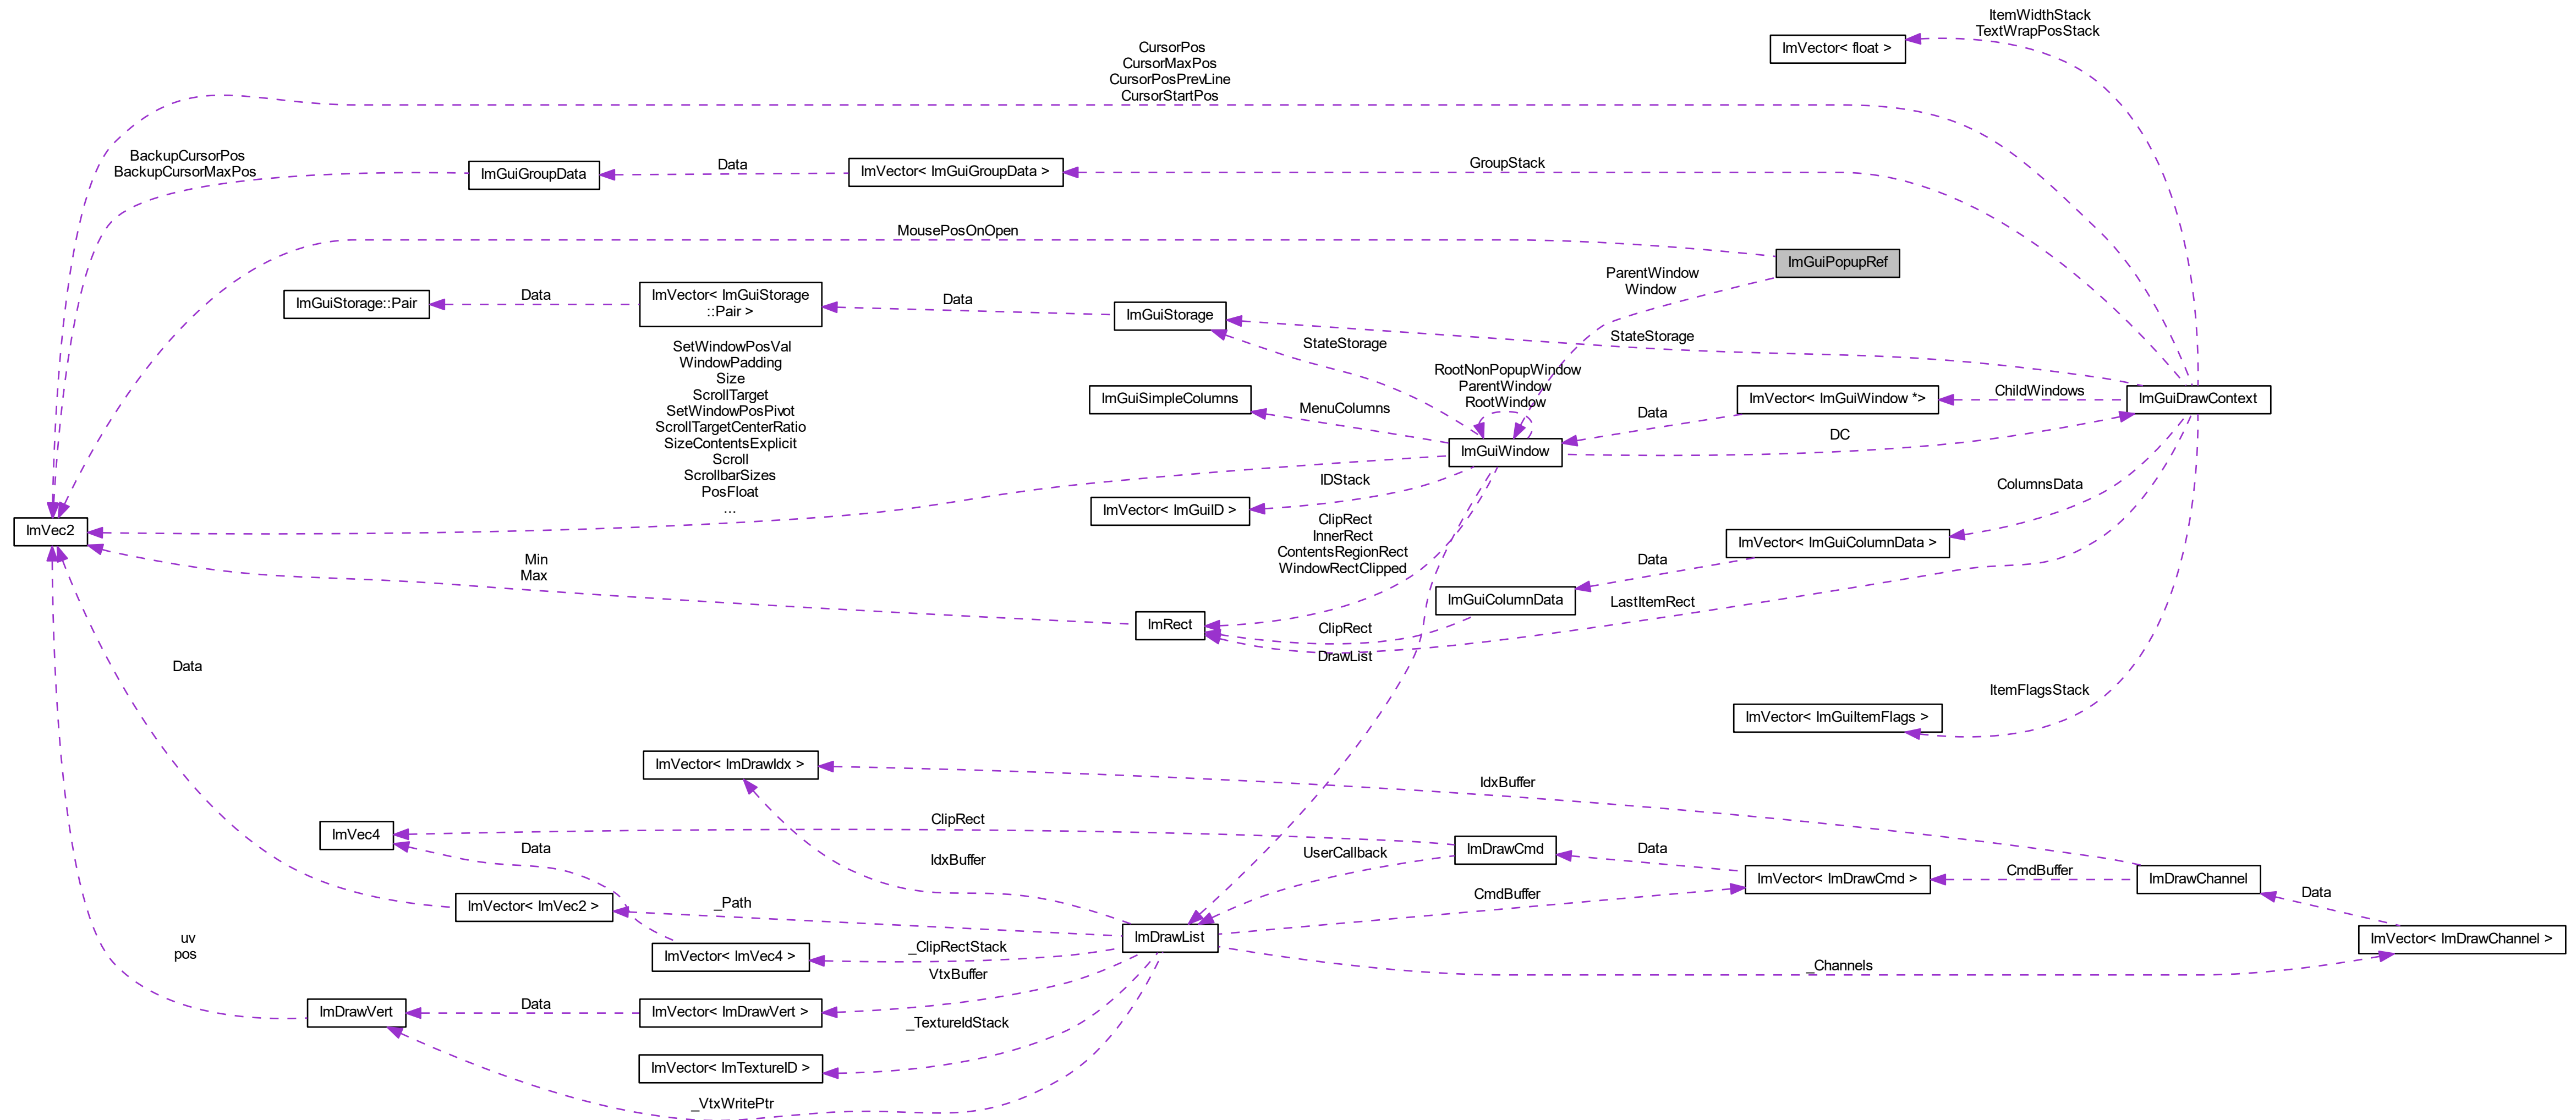 ItemWidthStack
TextWrapPosStack
ImVector< float >
CursorPos
CursorMaxPos
CursorPosPrevLine
CursorStartPos
BackupCursorPos
BackupCursorMaxPos
ImGuiGroupData
Data
ImVector< ImGuiGroupData >
GroupStack
MousePosOnOpen
ImGuiPopupRef
ParentWindow
Window
ImGuiStorage::Pair
Data
ImVector< ImGuiStorage
::Pair >
Data
ImGuiStorage
StateStorage
StateStorage
SetWindowPosVal
WindowPadding
Size
ScrollTarget
SetWindowPosPivot
ScrollTargetCenterRatio
SizeContentsExplicit
Scroll
ScrollbarSizes
PosFloat
...
ImGuiSimpleColumns
MenuColumns
RootNonPopupWindow
ParentWindow
RootWindow
ImGuiWindow
Data
ImVector< ImGuiWindow *>
ChildWindows
ImGuiDrawContext
DC
IDStack
ImVector< ImGuiID >
ImVec2
ClipRect
InnerRect
ContentsRegionRect
WindowRectClipped
ColumnsData
ImVector< ImGuiColumnData >
Data
ImGuiColumnData
Min
Max
ImRect
ClipRect
LastItemRect
DrawList
Data
ItemFlagsStack
ImVector< ImGuiItemFlags >
ImVector< ImDrawIdx >
IdxBuffer
ImVec4
ClipRect
Data
IdxBuffer
UserCallback
ImDrawCmd
Data
ImVector< ImDrawCmd >
CmdBuffer
ImDrawChannel
Data
ImVector< ImDrawChannel >
ImVector< ImVec2 >
_Path
CmdBuffer
ImDrawList
uv
pos
ImVector< ImVec4 >
_ClipRectStack
_Channels
VtxBuffer
ImDrawVert
Data
ImVector< ImDrawVert >
_TextureIdStack
ImVector< ImTextureID >
_VtxWritePtr